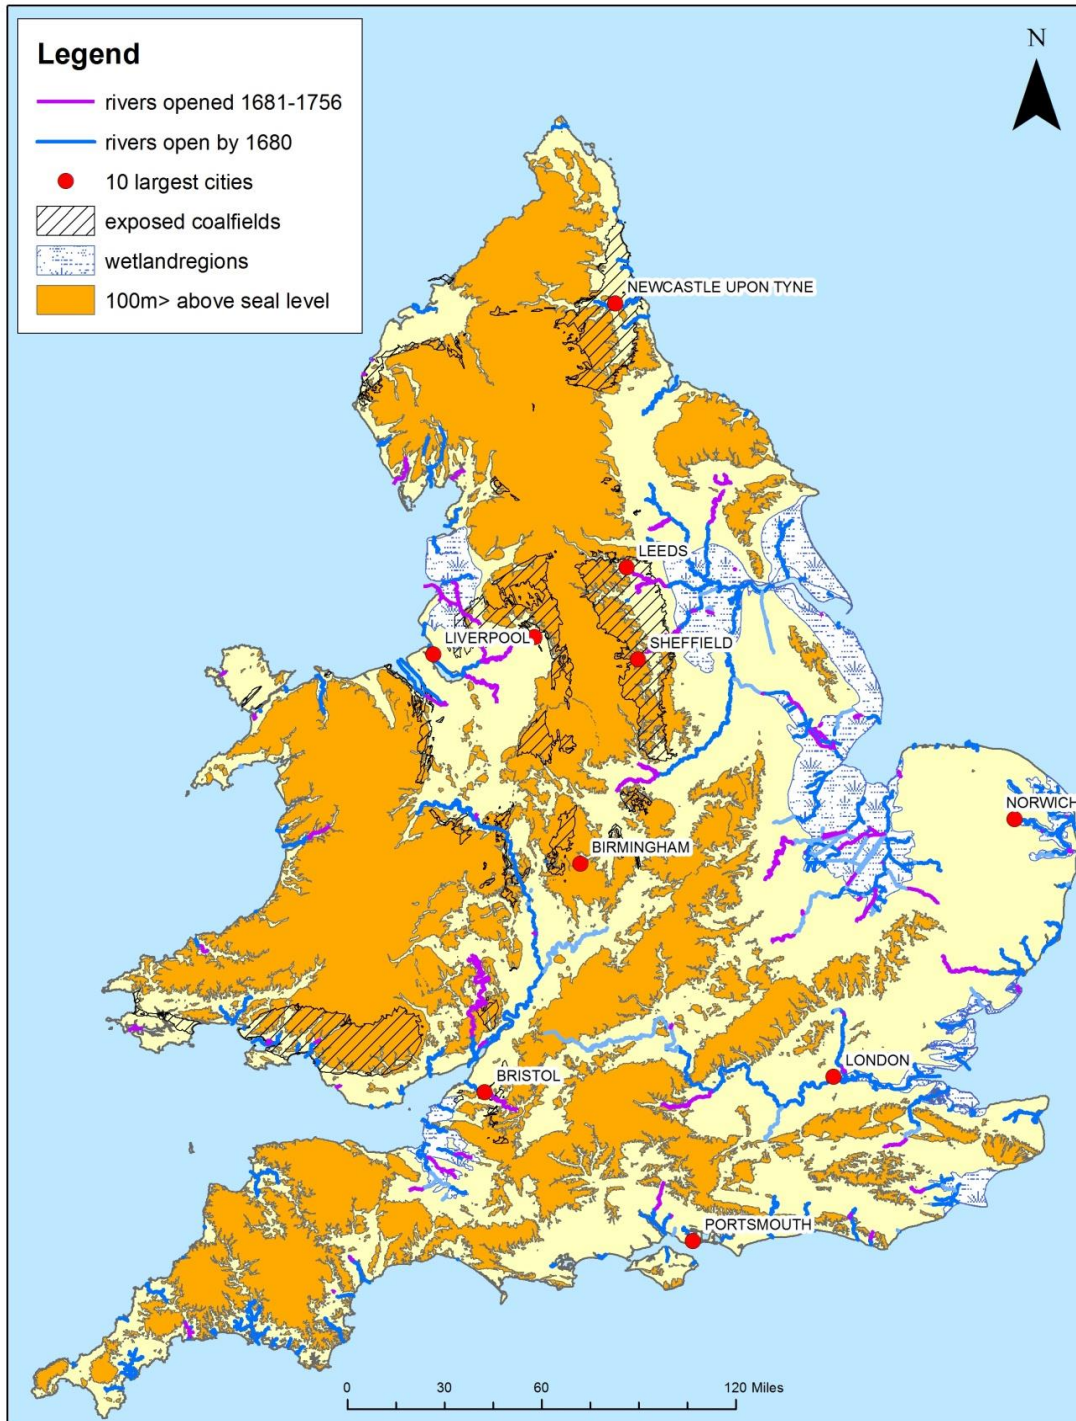 Legend
rivers opened 1681-1756
rivers open by 1680
10 largest cities
exposed coalfields
wetlandregions
100m> above seal level
N
NEWCASTLE UPON TYNE
LEEDS
LIVERPOOL
SHEFFIELD
NORWICH
BIRMINGHAM
LONDON
BRISTOL
PORTSMOUTH
0 30 60 120 Miles